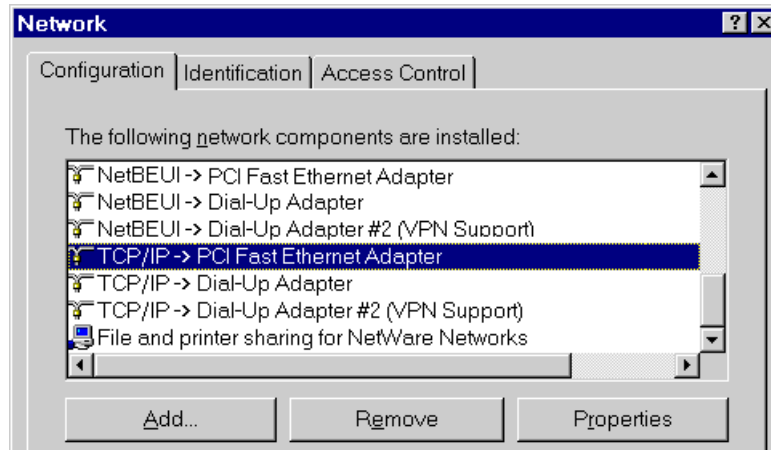 Network
Configuration Identification Access Control
The following network components are installed:
NetBEUI -> PCI Fast Ethernet Adapter
NetBEUI -> Dial-Up Adapter
NetBEUI -> Dial-Up Adapter #2 (VPN Support)
TCP/IP -> PCI Fast Ethernet Adapter
TCP/IP -> Dial-Up Adapter
TCP/IP -> Dial-Up Adapter #2 (VPN Support)
File and printer sharing for NetWare Networks
Add... Remove Properties